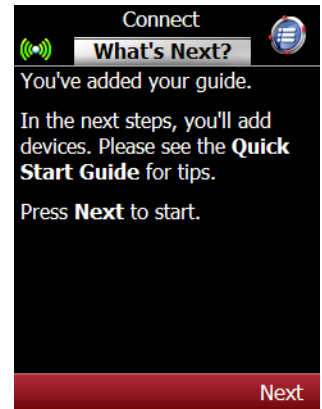 Connect
What's Next?
You've added your guide.
In the next steps, you'll add
devices. Please see the Quick
Start Guide for tips.
Press Next to start.
Next